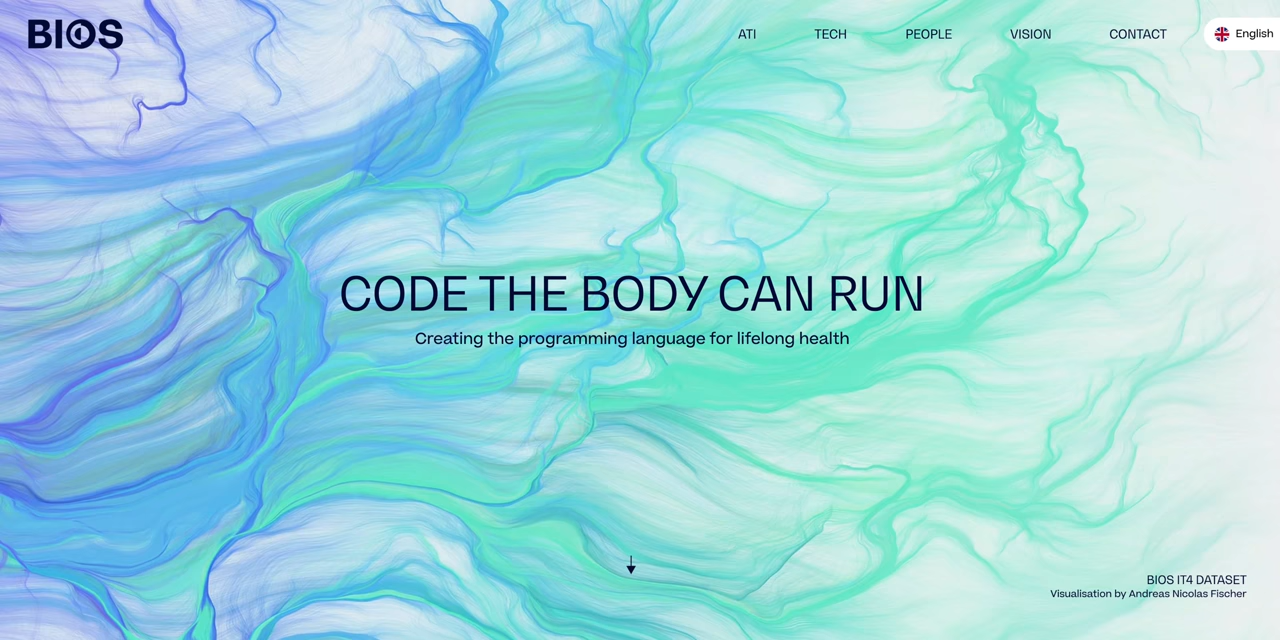 BIOS
ATI
TECH
PEOPLE
VISION
CONTACT
English
CODE THE BODY CAN RUN
Creating the programming language for lifelong health
BIOS IT4 DATASET
Visualisation by Andreas Nicolas Fischer